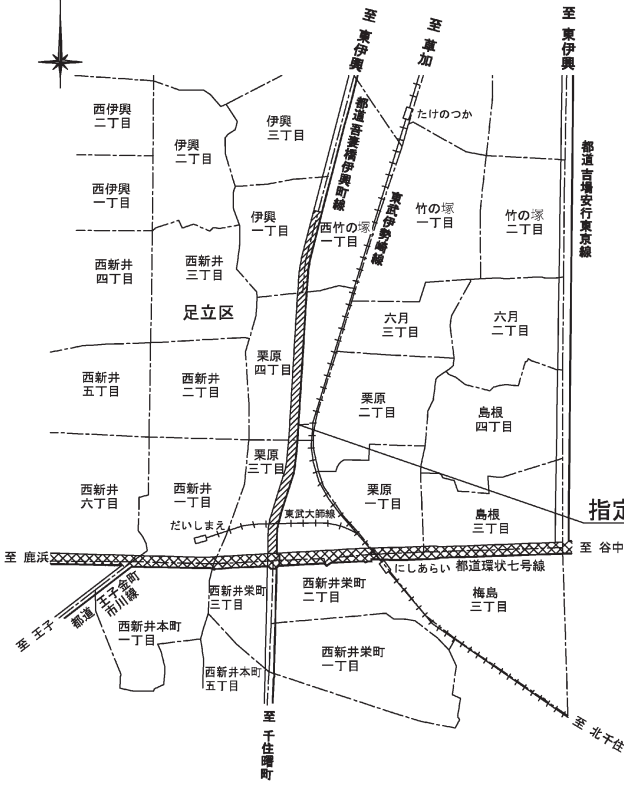 至 東伊興
至 草加
至 東伊興
西伊興
二丁目
伊興
二丁目
伊興
三丁目
都道吾妻橋伊興町線
たけのつか
都道吉場安行東京線
西伊興
一丁目
伊興
一丁目
西竹の塚
一丁目
東武伊勢崎線
竹の塚
一丁目
竹の塚
二丁目
西新井
四丁目
西新井
三丁目
足立区
六月
三丁目
六月
二丁目
栗原
四丁目
西新井
五丁目
西新井
二丁目
栗原
二丁目
島根
四丁目
栗原
三丁目
西新井
六丁目
西新井
一丁目
栗原
一丁目
島根
三丁目
指定
だいしまえ
東武大師線
至 鹿浜
至 谷中
にしあらい
都道環状七号線
至 王子
都道 王子金町
市川線
西新井栄町
三丁目
西新井栄町
二丁目
梅島
三丁目
西新井本町
一丁目
西新井本町
五丁目
西新井栄町
一丁目
至 千住曙町
至 北千住